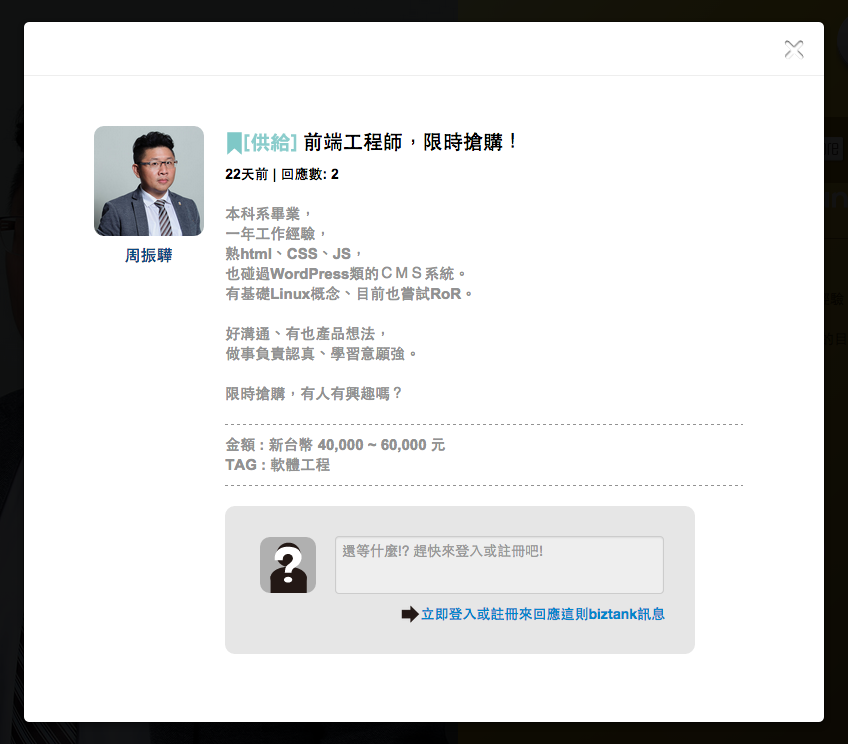 [供給] 前端工程師，限時搶購！
22天前 | 回應數: 2
周振驊
本科系畢業，
一年工作經驗，
熟html、CSS、JS，
也碰過WordPress類的ＣＭＳ系統。
有基礎Linux概念、目前也嘗試RoR。
好溝通、有也產品想法，
做事負責認真、學習意願強。
限時搶購，有人有興趣嗎？
金額 : 新台幣 40,000 ~ 60,000 元
TAG : 軟體工程
還等什麼!? 趕快來登入或註冊吧!
立即登入或註冊來回應這則biztank訊息